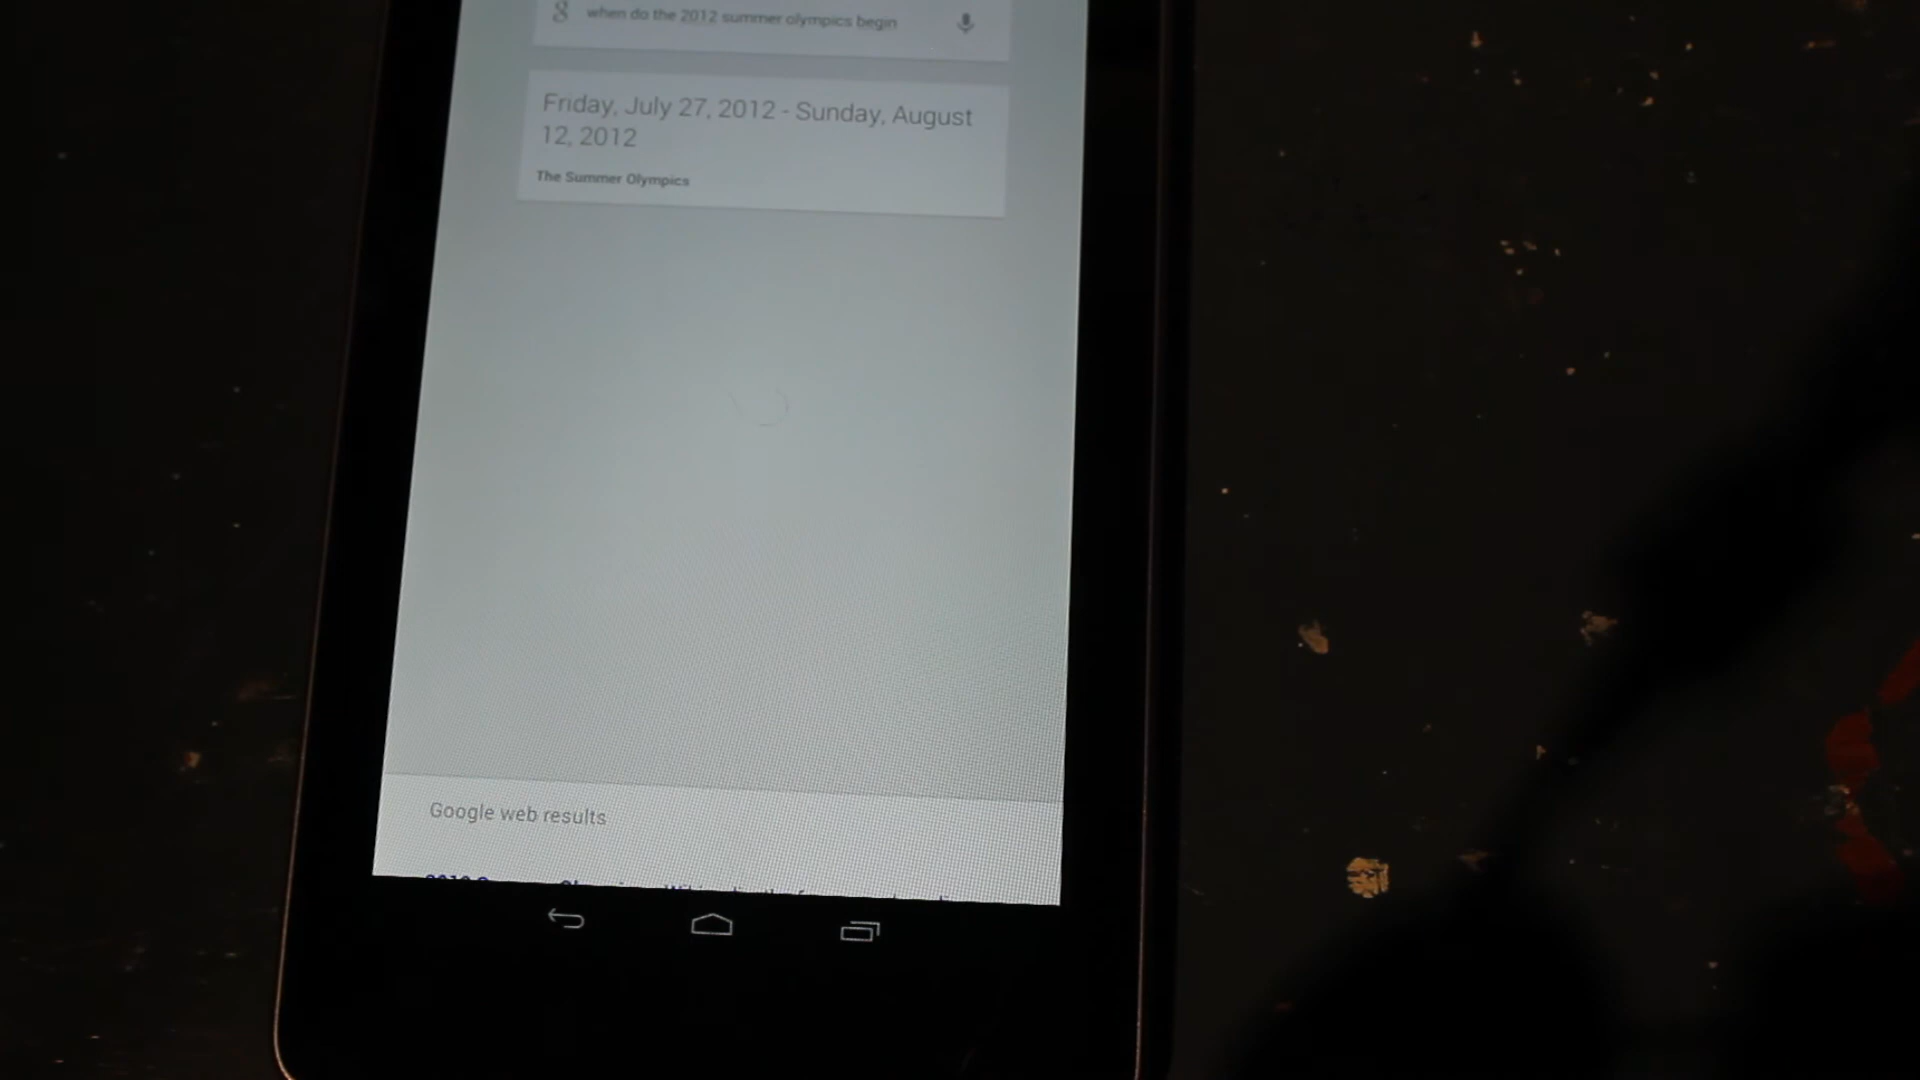 when do the 2012 summer olympics begin
Friday, July 27, 2012 - Sunday, August
12, 2012
The Summer Olympics
Google web results